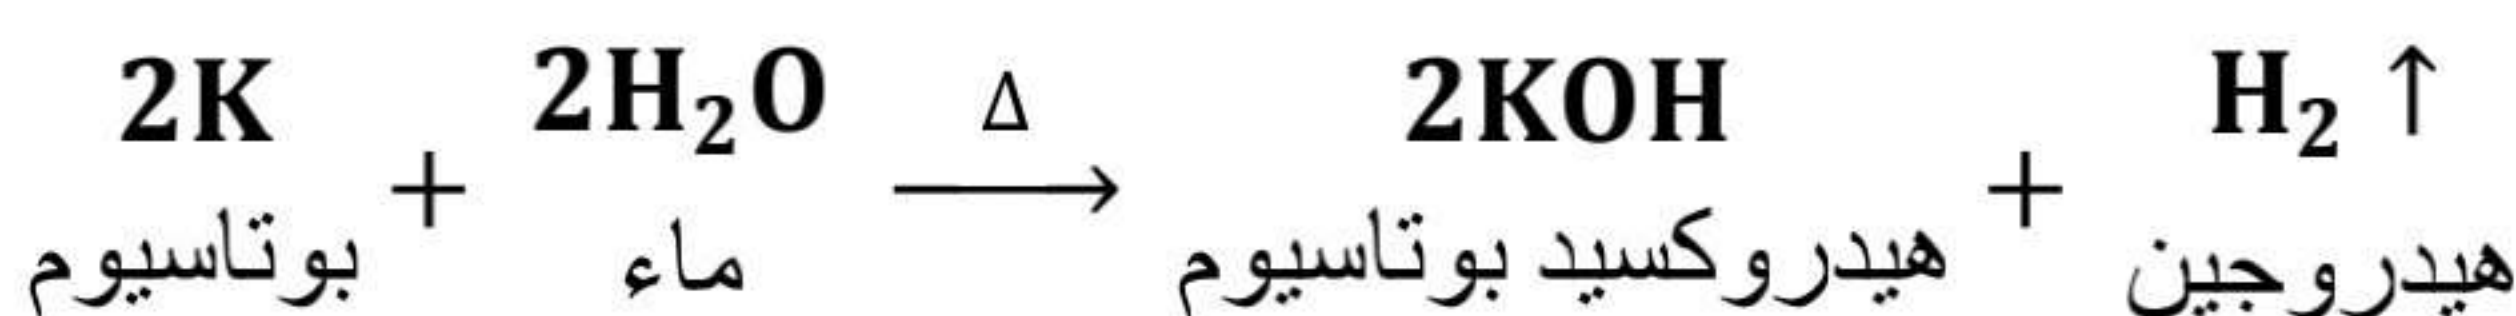 2K + 2H₂O Δ⟶ 2KOH + H₂ ↑
بوتاسيوم ماء هيدروكسيد بوتاسيوم هيدروجين